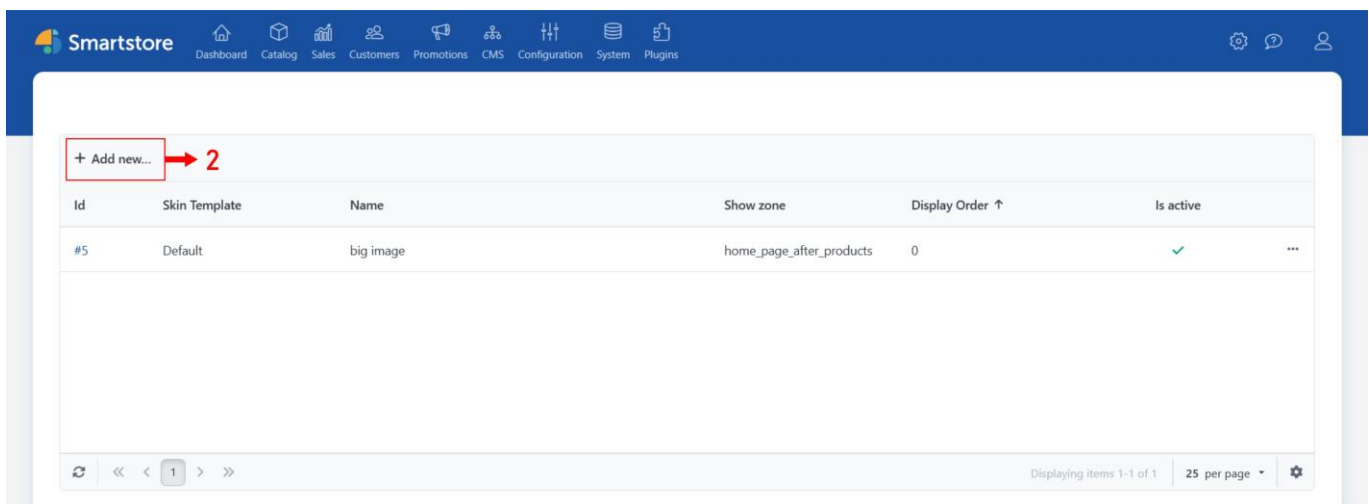 Smartstore Dashboard Catalog Sales Customers Promotions CMS Configuration System Plugins
+ Add new... 2
Id Skin Template Name Show zone Display Order ↑ Is active
#5 Default big image home_page_after_products 0 ✓ ...
« < 1 > » Displaying items 1-1 of 1 25 per page